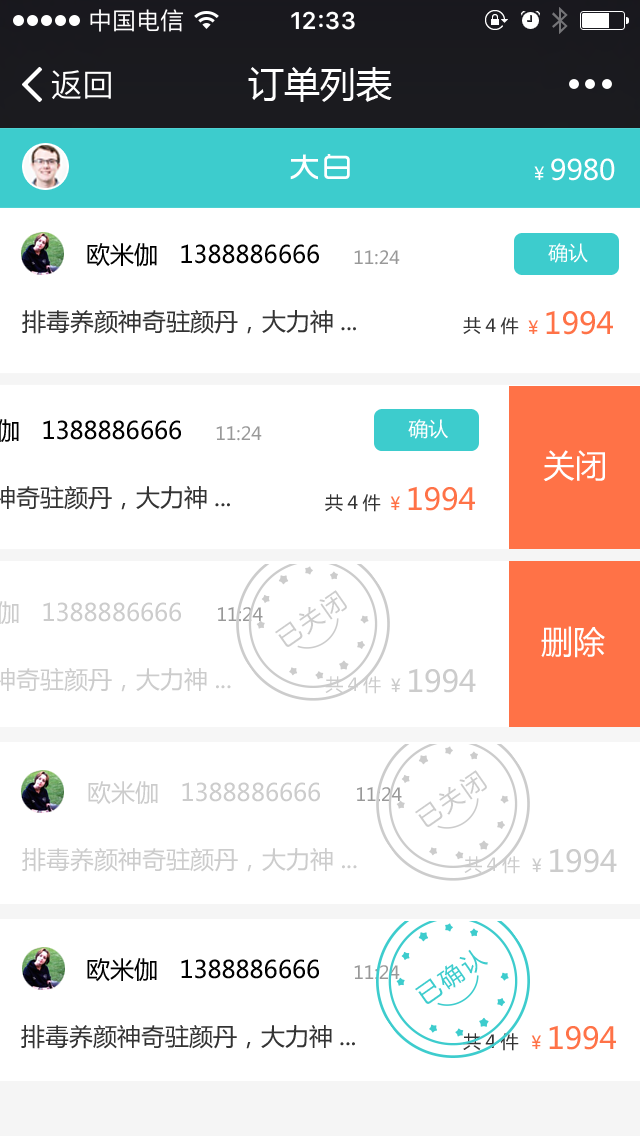 中国电信 12:33
返回 订单列表
大白 ¥ 9980
欧米伽 1388886666 11:24 确认
排毒养颜神奇驻颜丹，大力神 ... 共 4 件 ¥ 1994
伽 1388886666 11:24 确认
关闭
神奇驻颜丹，大力神 ... 共 4 件 ¥ 1994
伽 1388886666 11:24 已关闭
删除
神奇驻颜丹，大力神 ... 共 4 件 ¥ 1994
欧米伽 1388886666 11:24 已关闭
排毒养颜神奇驻颜丹，大力神 ... 共 4 件 ¥ 1994
欧米伽 1388886666 11:24 已确认
排毒养颜神奇驻颜丹，大力神 ... 共 4 件 ¥ 1994